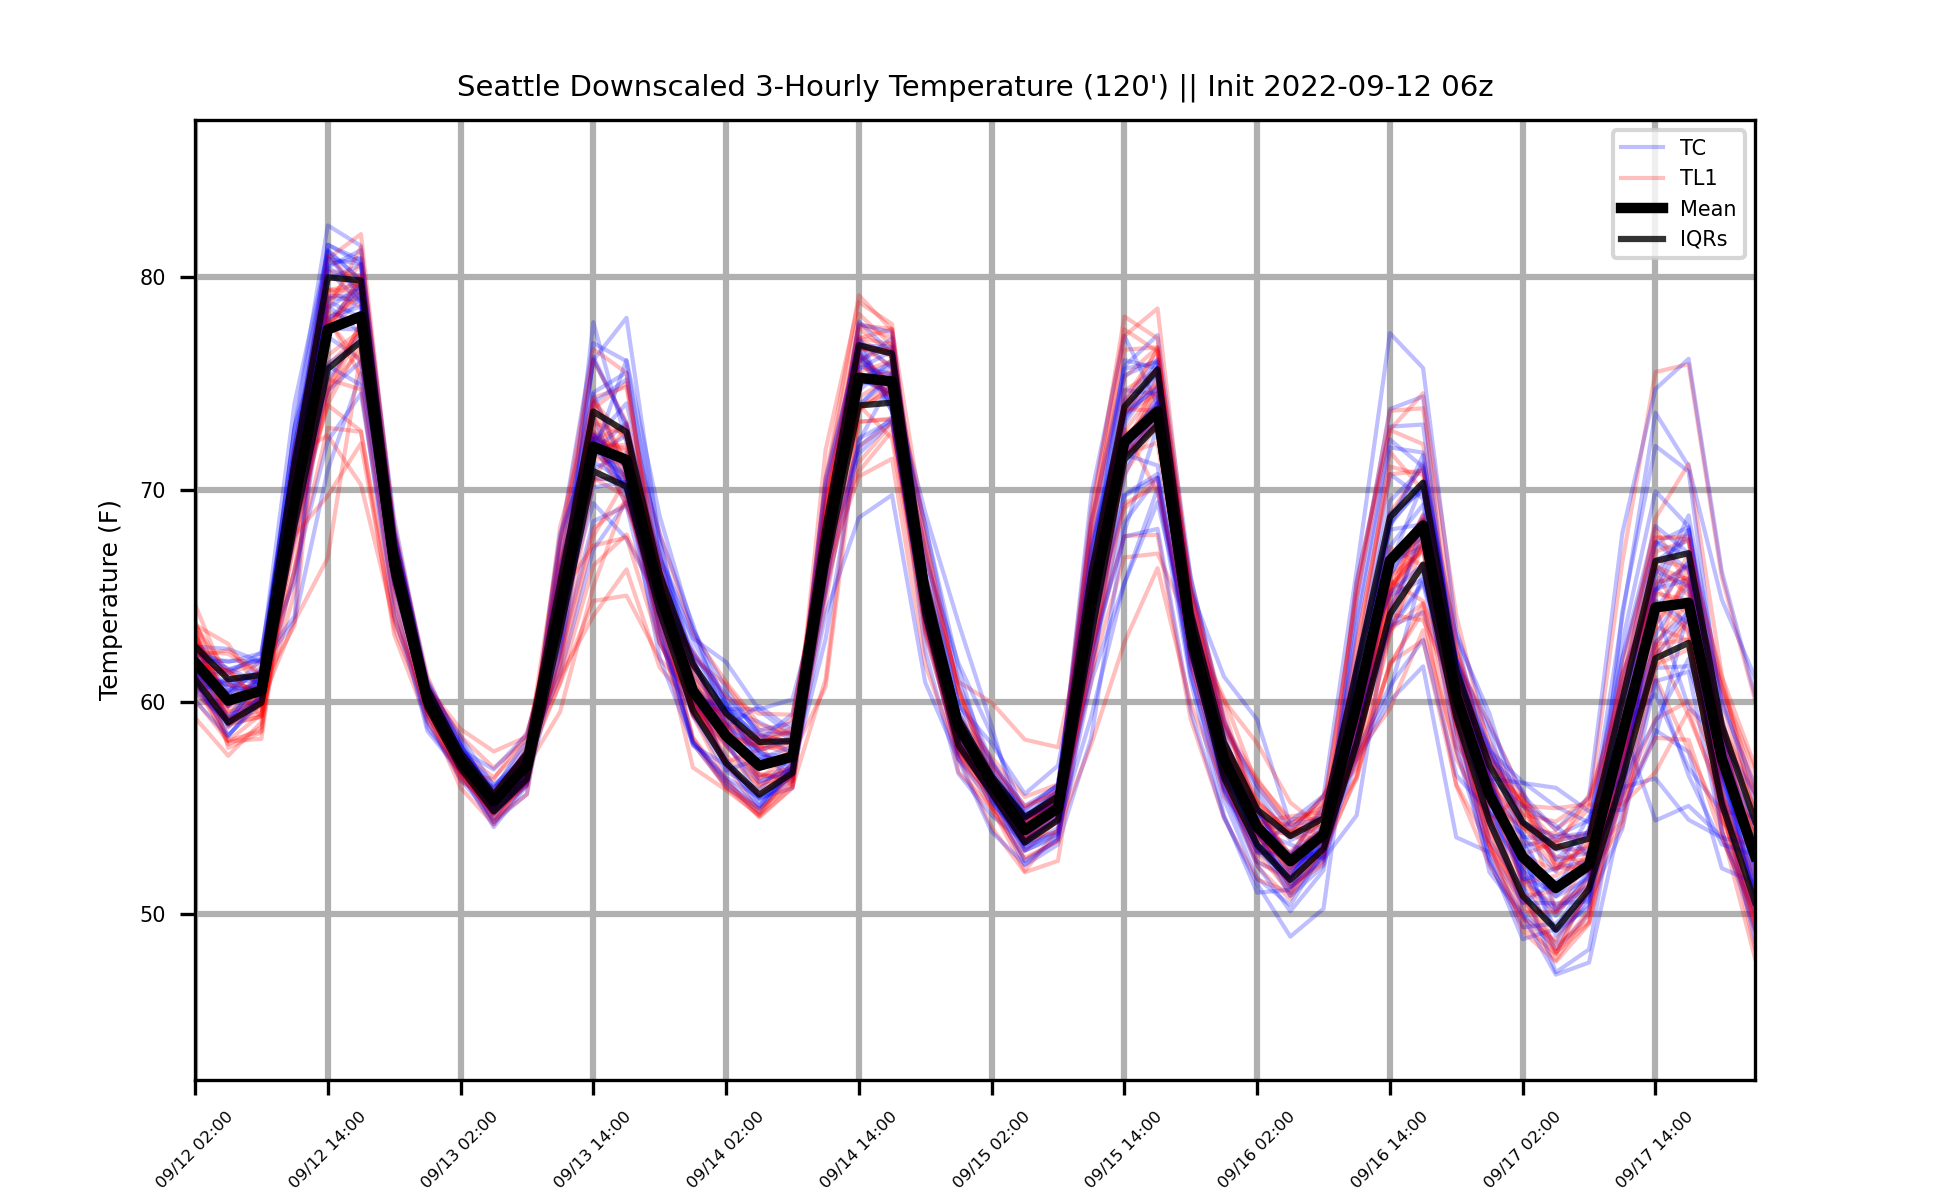 Seattle Downscaled 3-Hourly Temperature (120') || Init 2022-09-12 06z
TC
TL1
Mean
IQRs
Temperature (F)
80
70
60
50
09/12 02:00
09/12 14:00
09/13 02:00
09/13 14:00
09/14 02:00
09/14 14:00
09/15 02:00
09/15 14:00
09/16 02:00
09/16 14:00
09/17 02:00
09/17 14:00